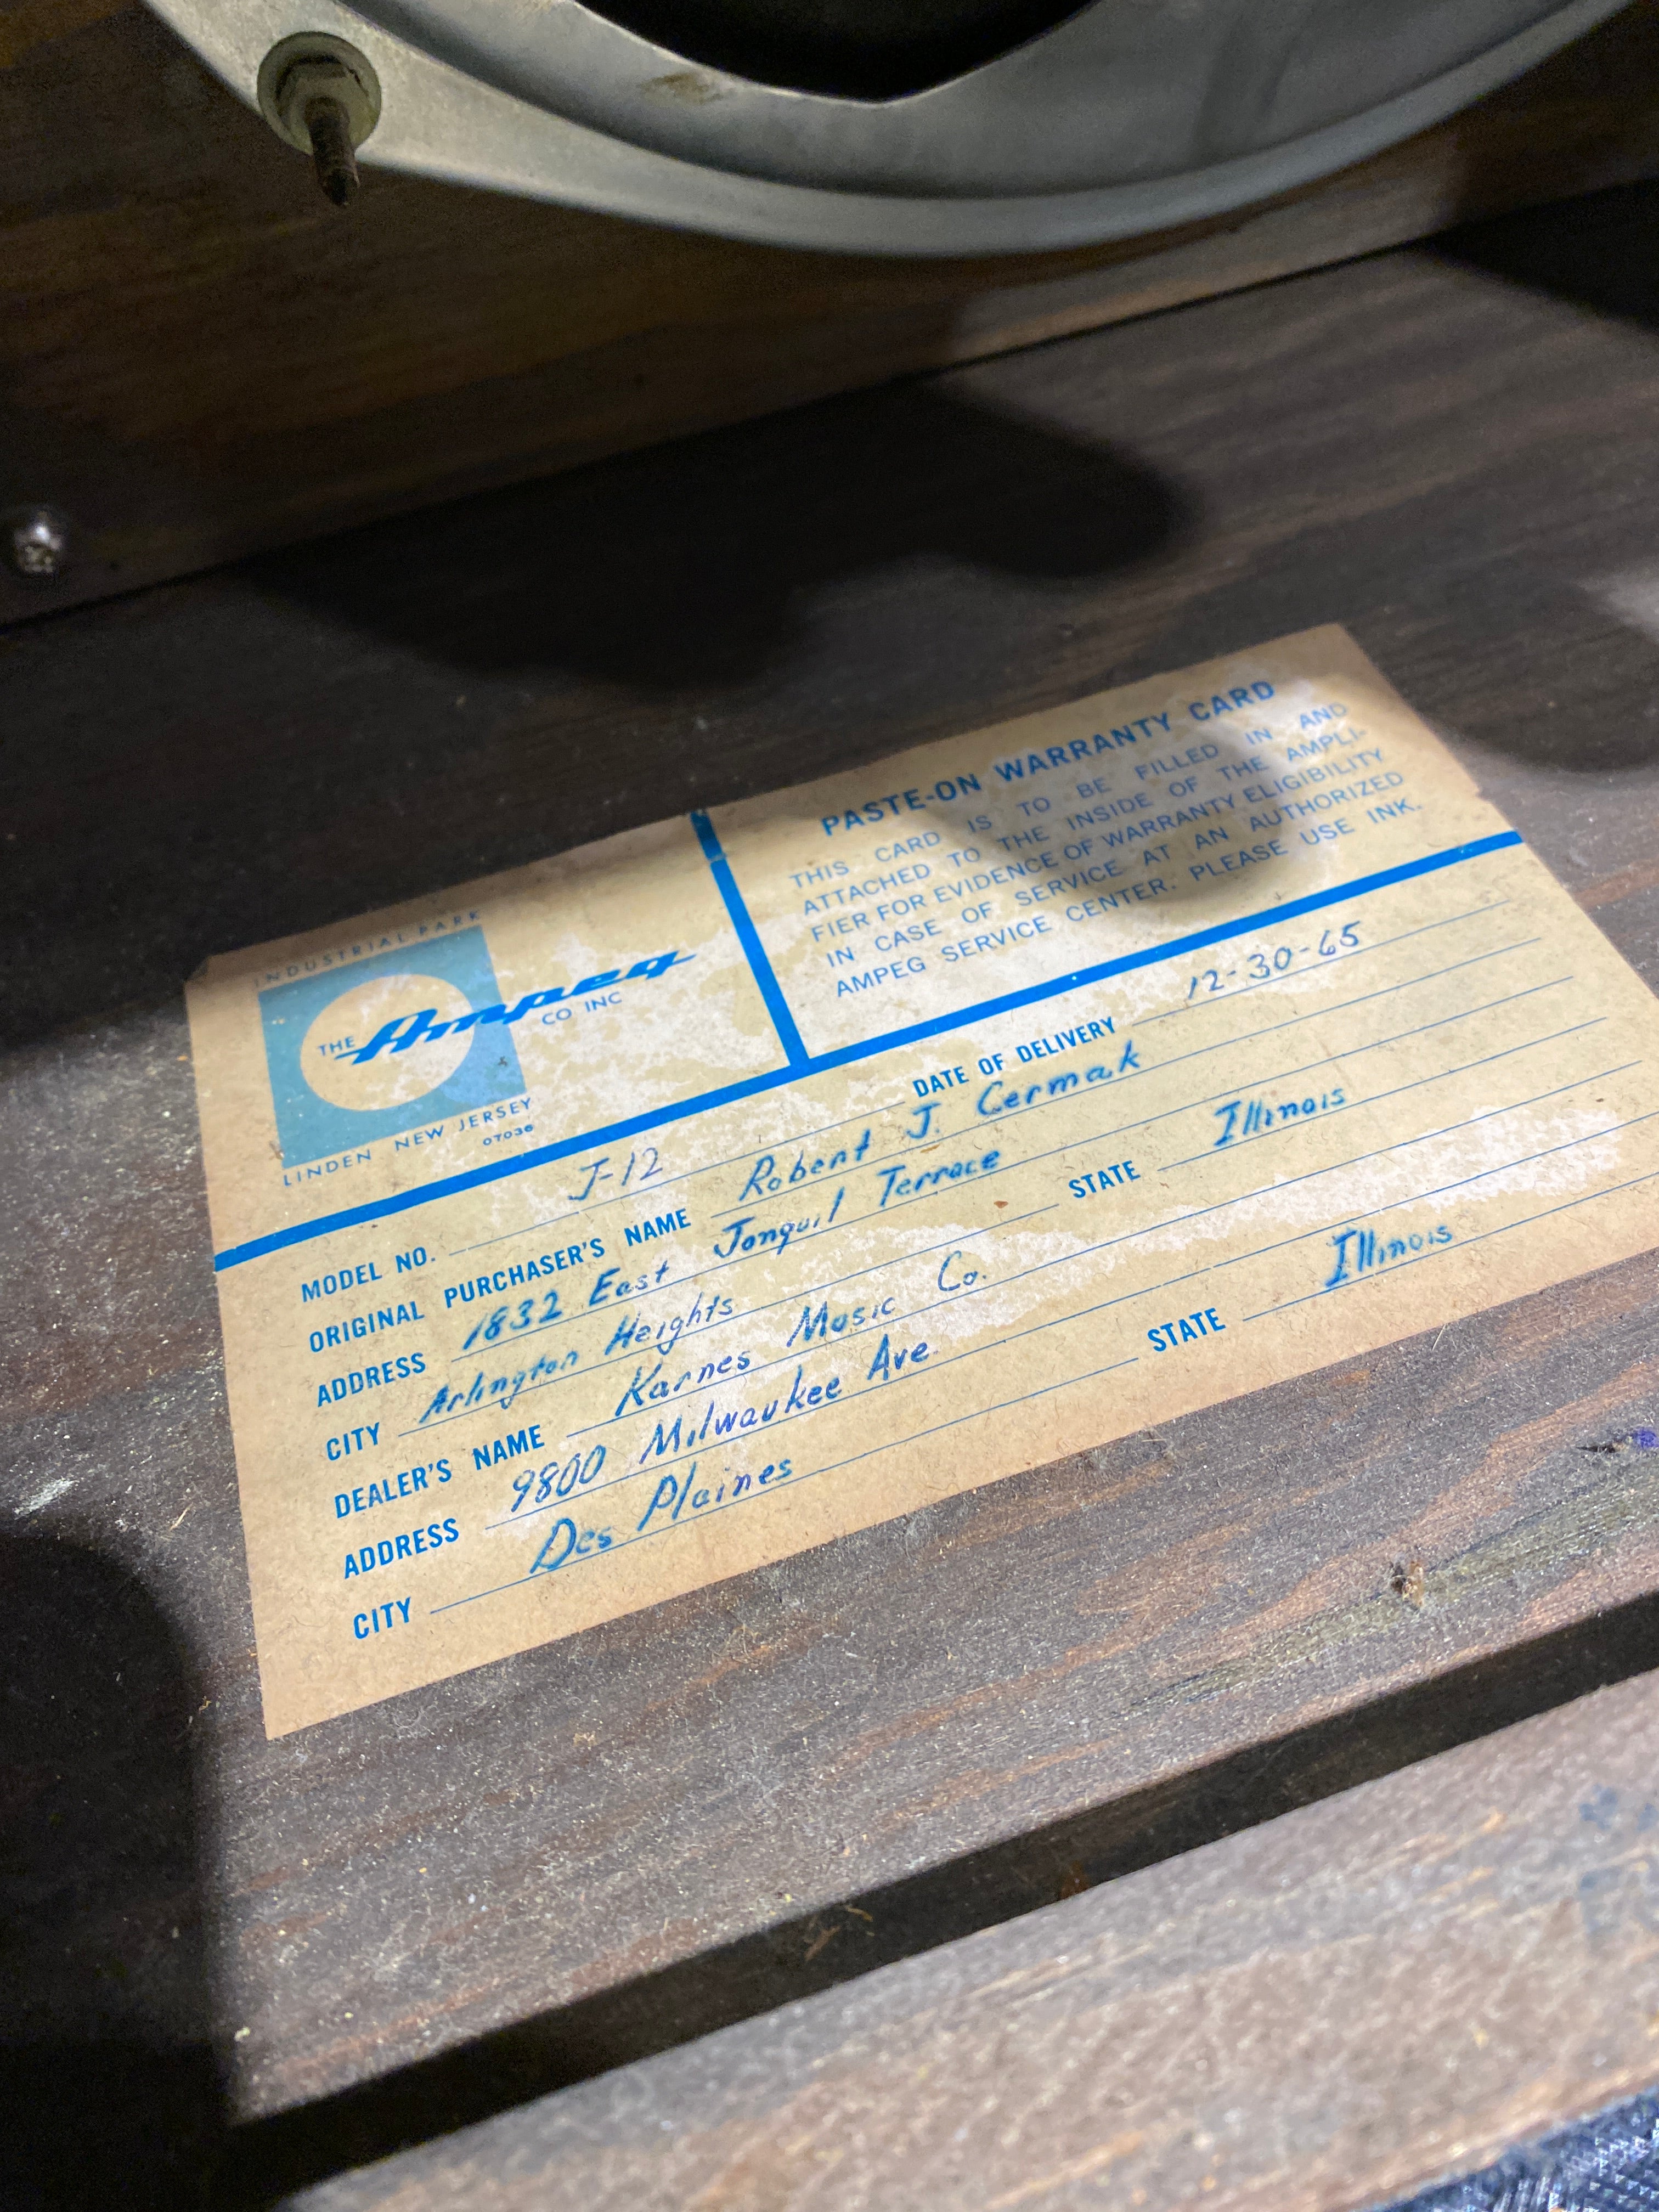 INDUSTRIAL PARK
THE Ampeg
CO INC
LINDEN NEW JERSEY
07036
PASTE-ON WARRANTY CARD
THIS CARD IS TO BE FILLED IN AND
ATTACHED TO THE INSIDE OF THE AMPLI-
FIER FOR EVIDENCE OF WARRANTY ELIGIBILITY
IN CASE OF SERVICE AT AN AUTHORIZED
AMPEG SERVICE CENTER. PLEASE USE INK.
MODEL NO. J-12 DATE OF DELIVERY 12-30-65
ORIGINAL PURCHASER'S NAME Robert J. Cermak
ADDRESS 1832 East Jonquil Terrace
CITY Arlington Heights STATE Illinois
DEALER'S NAME Karnes Music Co.
ADDRESS 9800 Milwaukee Ave.
CITY Des Plaines STATE Illinois